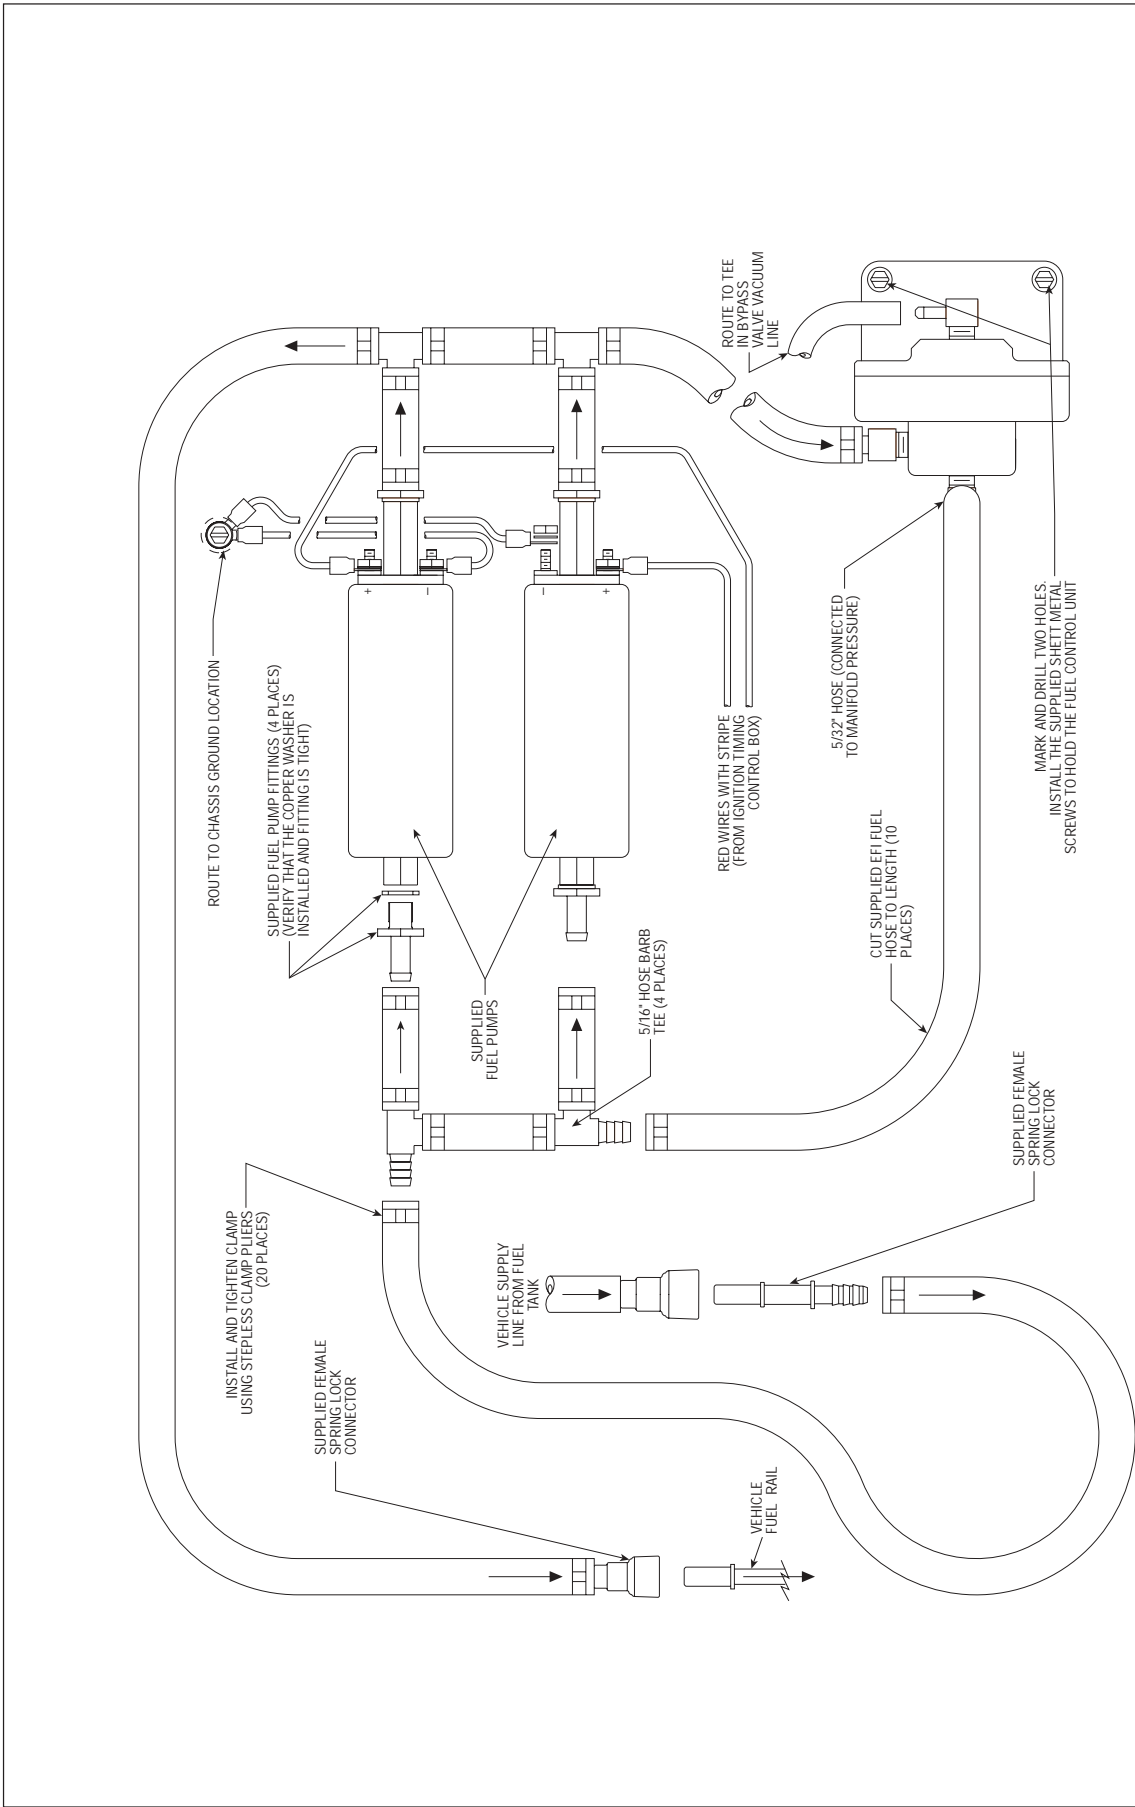 ROUTE TO CHASSIS GROUND LOCATION
SUPPLIED FUEL PUMP FITTINGS (4 PLACES)
(VERIFY THAT THE COPPER WASHER IS
INSTALLED AND FITTING IS TIGHT)
INSTALL AND TIGHTEN CLAMP
USING STEPLESS CLAMP PLIERS
(20 PLACES)
SUPPLIED FEMALE
SPRING LOCK
CONNECTOR
+
–
–
+
SUPPLIED
FUEL PUMPS
VEHICLE SUPPLY
LINE FROM FUEL
TANK
5/16" HOSE BARB
TEE (4 PLACES)
RED WIRES WITH STRIPE
(FROM IGNITION TIMING
CONTROL BOX)
ROUTE TO TEE
IN BYPASS
VALVE VACUUM
LINE
VEHICLE
FUEL RAIL
5/32" HOSE (CONNECTED
TO MANIFOLD PRESSURE)
CUT SUPPLIED EFI FUEL
HOSE TO LENGTH (10
PLACES)
SUPPLIED FEMALE
SPRING LOCK
CONNECTOR
MARK AND DRILL TWO HOLES.
INSTALL THE SUPPLIED SHETT METAL
SCREWS TO HOLD THE FUEL CONTROL UNIT